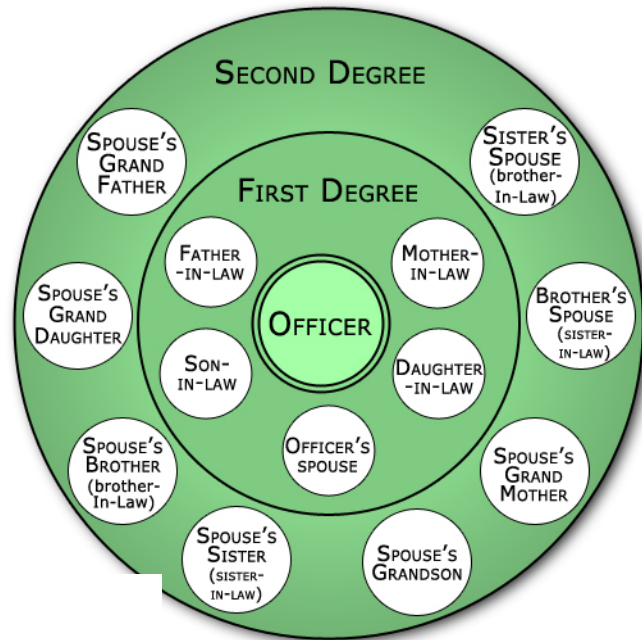 SECOND DEGREE
SPOUSE'S
GRAND
FATHER
SISTER'S
SPOUSE
(brother-
In-Law)
FIRST DEGREE
FATHER
-IN-LAW
MOTHER-
IN-LAW
SPOUSE'S
GRAND
DAUGHTER
OFFICER
BROTHER'S
SPOUSE
(SISTER-
IN-LAW)
SON-
IN-LAW
DAUGHTER
-IN-LAW
OFFICER'S
SPOUSE
SPOUSE'S
BROTHER
(brother-
In-Law)
SPOUSE'S
GRAND
MOTHER
SPOUSE'S
SISTER
(SISTER-
IN-LAW)
SPOUSE'S
GRANDSON